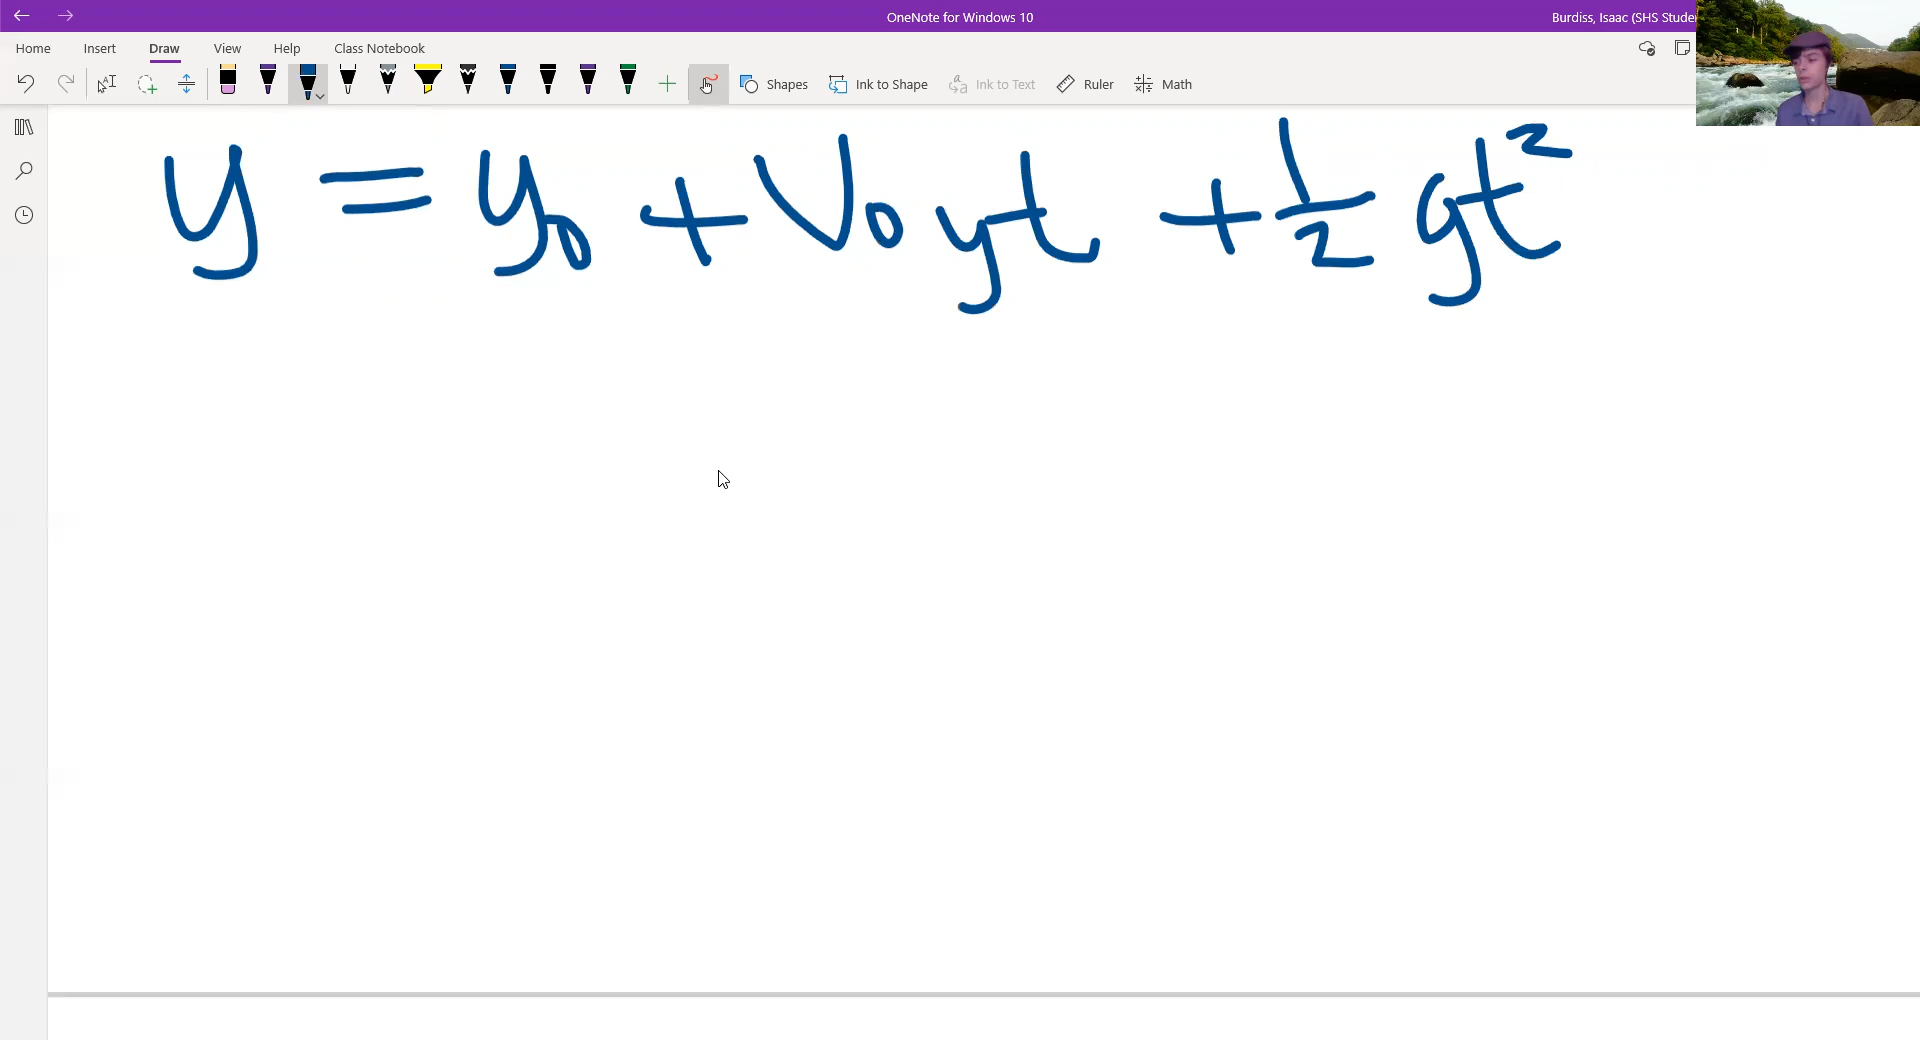 OneNote for Windows 10
Burdiss, Isaac (SHS Stude
Home Insert Draw View Help Class Notebook
Shapes Ink to Shape Ink to Text Ruler Math
y = y₀ + V₀yt + 1/2 gt²